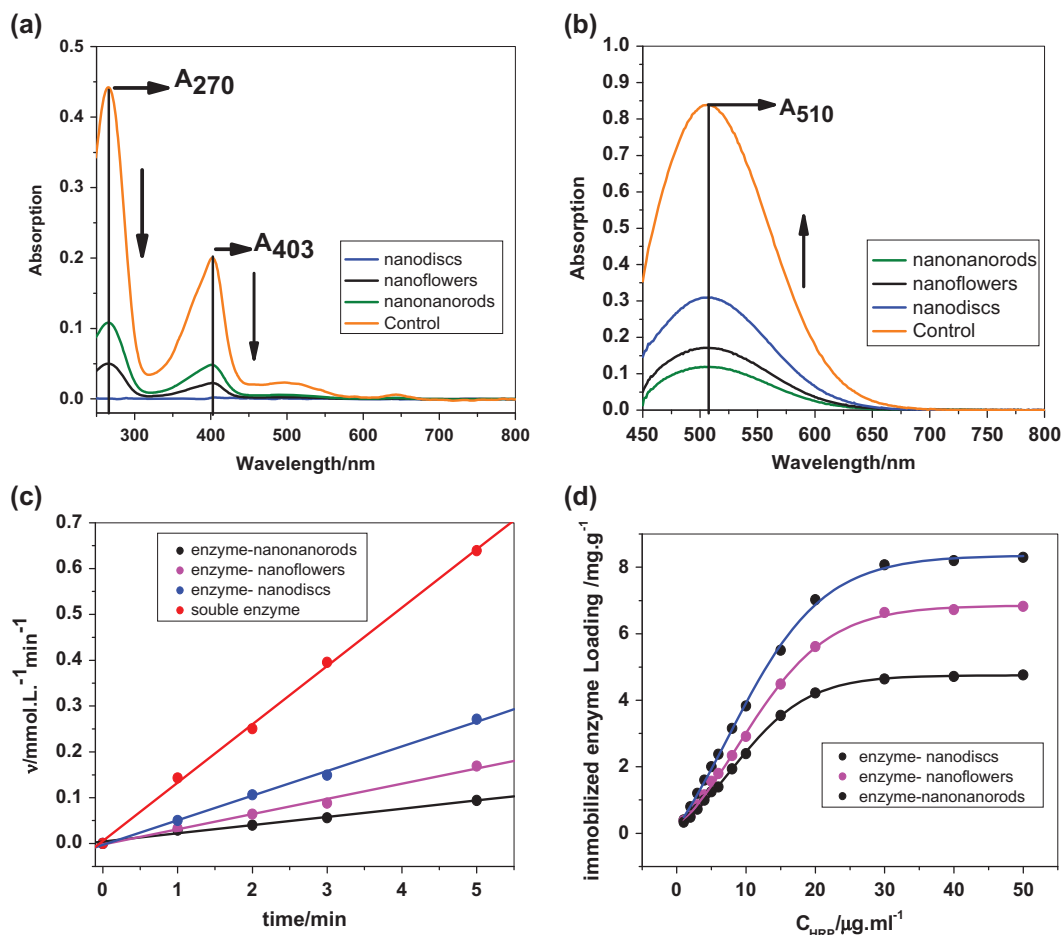 (a)
0.5
0.4
0.3
0.2
0.1
0.0
Absorption
A270
A403
nanodiscs
nanoflowers
nanonanorods
Control
300 400 500 600 700 800
Wavelength/nm
(b)
1.0
0.9
0.8
0.7
0.6
0.5
0.4
0.3
0.2
0.1
0.0
Absorption
A510
nanonanorods
nanoflowers
nanodiscs
Control
450 500 550 600 650 700 750 800
Wavelength/nm
(c)
0.7
0.6
0.5
0.4
0.3
0.2
0.1
0.0
v/mmol.L.-1min-1
enzyme-nanonanorods
enzyme- nanoflowers
enzyme- nanodiscs
souble enzyme
0 1 2 3 4 5
time/min
(d)
8
6
4
2
0
immobilized enzyme Loading /mg.g-1
enzyme- nanodiscs
enzyme- nanoflowers
enzyme-nanonanorods
0 10 20 30 40 50
CHRP/µg.ml-1